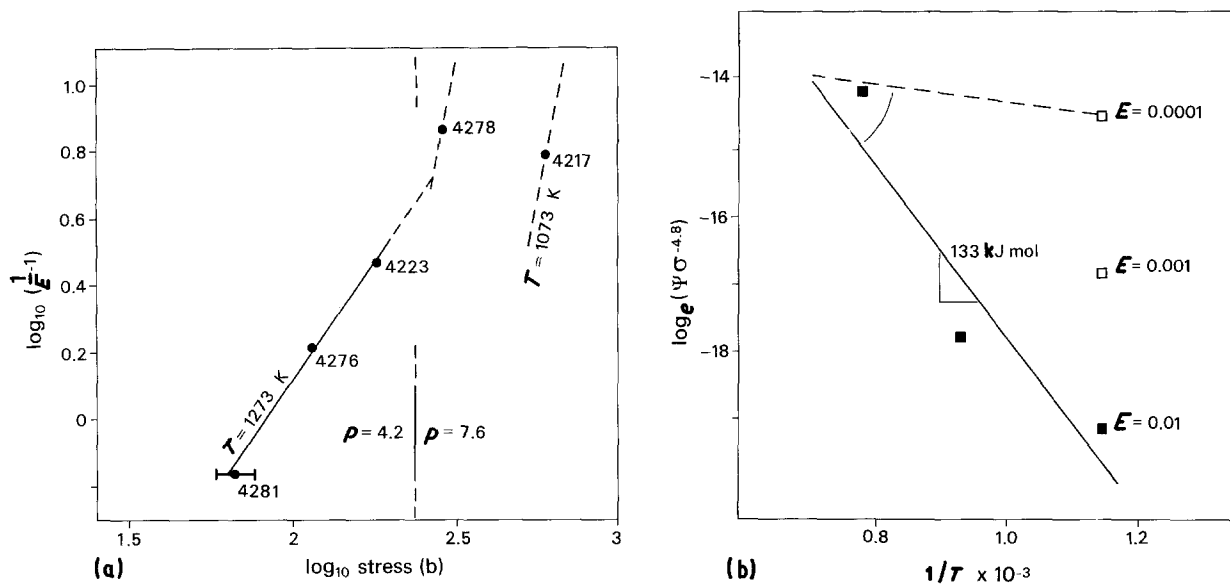 1.0
0.8
0.6
0.4
0.2
0
log₁₀ (1/E⁻¹)
4278
4217
T = 1073 K
4223
4276
T = 1273 K
p = 4.2
p = 7.6
4281
1.5
2
2.5
3
(a)
log₁₀ stress (b)
-14
-16
-18
logₑ(Ψ σ⁻⁴·⁸)
E = 0.0001
133 kJ mol
E = 0.001
E = 0.01
0.8
1.0
1.2
(b)
1/T x 10⁻³